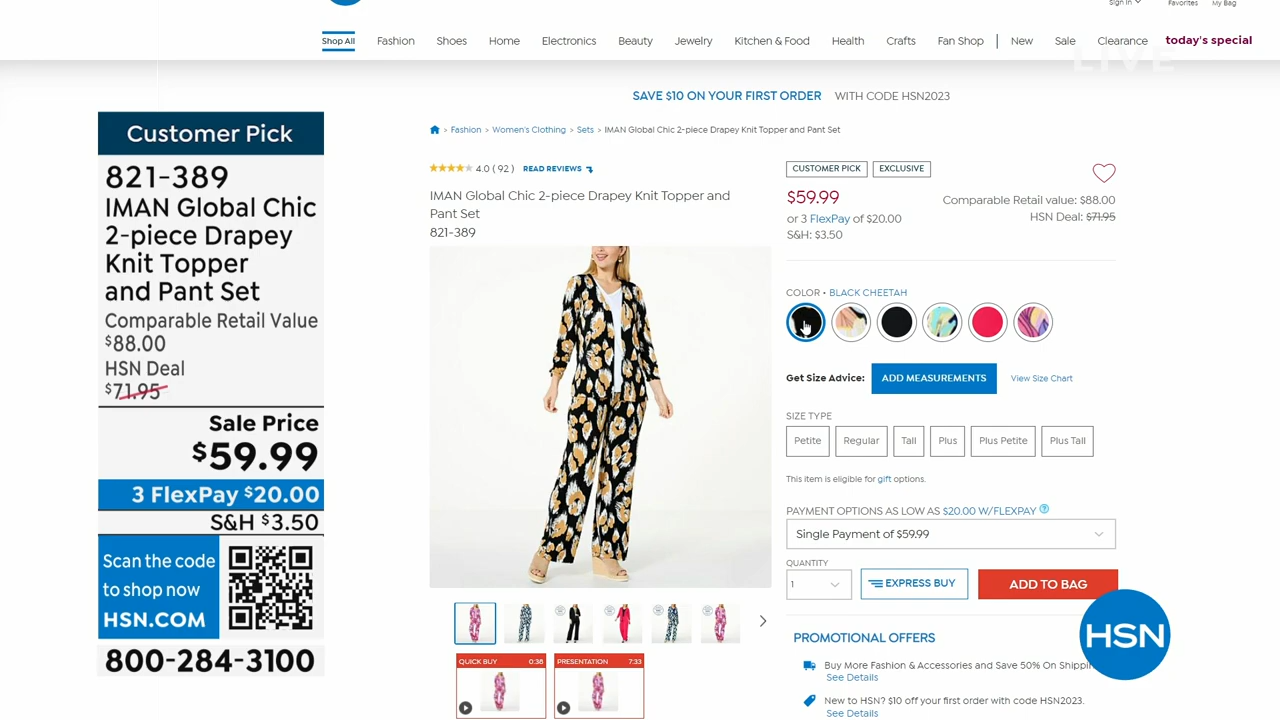 Sign In
Favorites
My Bag
Shop All Fashion Shoes Home Electronics Beauty Jewelry Kitchen & Food Health Crafts Fan Shop | New Sale Clearance today's special
LIVE
SAVE $10 ON YOUR FIRST ORDER WITH CODE HSN2023
Customer Pick
821-389
IMAN Global Chic
2-piece Drapey
Knit Topper
and Pant Set
Comparable Retail Value
$88.00
HSN Deal
$71.95
Sale Price
$59.99
3 FlexPay $20.00
S&H $3.50
Scan the code
to shop now
HSN.COM
800-284-3100
> Fashion > Women's Clothing > Sets > IMAN Global Chic 2-piece Drapey Knit Topper and Pant Set
4.0 ( 92 ) READ REVIEWS
IMAN Global Chic 2-piece Drapey Knit Topper and
Pant Set
821-389
QUICK BUY 0:38
PRESENTATION 7:33
CUSTOMER PICK EXCLUSIVE
$59.99
or 3 FlexPay of $20.00
S&H: $3.50
Comparable Retail value: $88.00
HSN Deal: $71.95
COLOR • BLACK CHEETAH
Get Size Advice: ADD MEASUREMENTS View Size Chart
SIZE TYPE
Petite Regular Tall Plus Plus Petite Plus Tall
This item is eligible for gift options.
PAYMENT OPTIONS AS LOW AS $20.00 W/FLEXPAY ?
Single Payment of $59.99
QUANTITY
1
EXPRESS BUY
ADD TO BAG
PROMOTIONAL OFFERS
Buy More Fashion & Accessories and Save 50% On
See Details
New to HSN? $10 off your first order with code HSN2023.
See Details
HSN